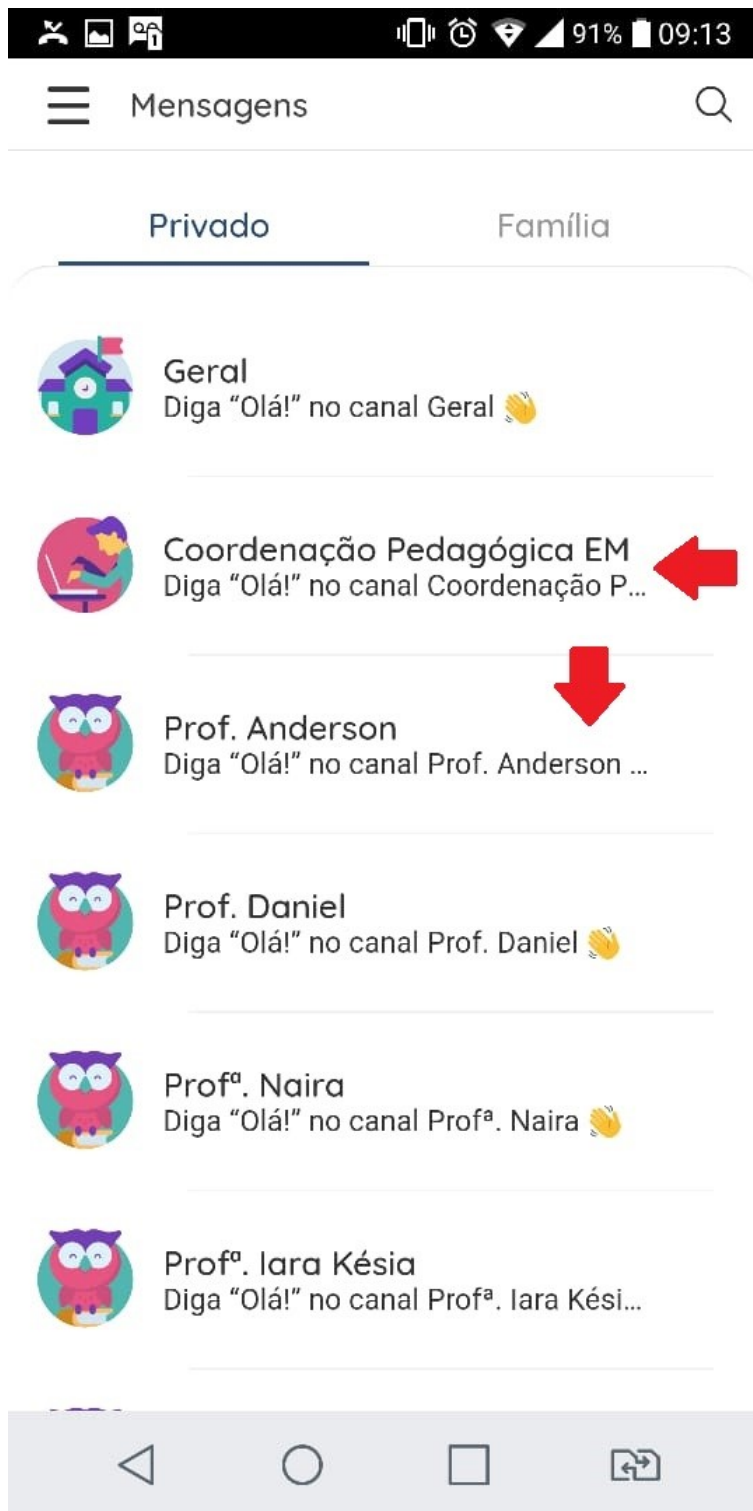 91% 09:13
Mensagens
Privado Família
Geral
Diga “Olá!” no canal Geral 👋
Coordenação Pedagógica EM
Diga “Olá!” no canal Coordenação P...
Prof. Anderson
Diga “Olá!” no canal Prof. Anderson ...
Prof. Daniel
Diga “Olá!” no canal Prof. Daniel 👋
Profª. Naira
Diga “Olá!” no canal Profª. Naira 👋
Profª. Iara Késia
Diga “Olá!” no canal Profª. Iara Kési...